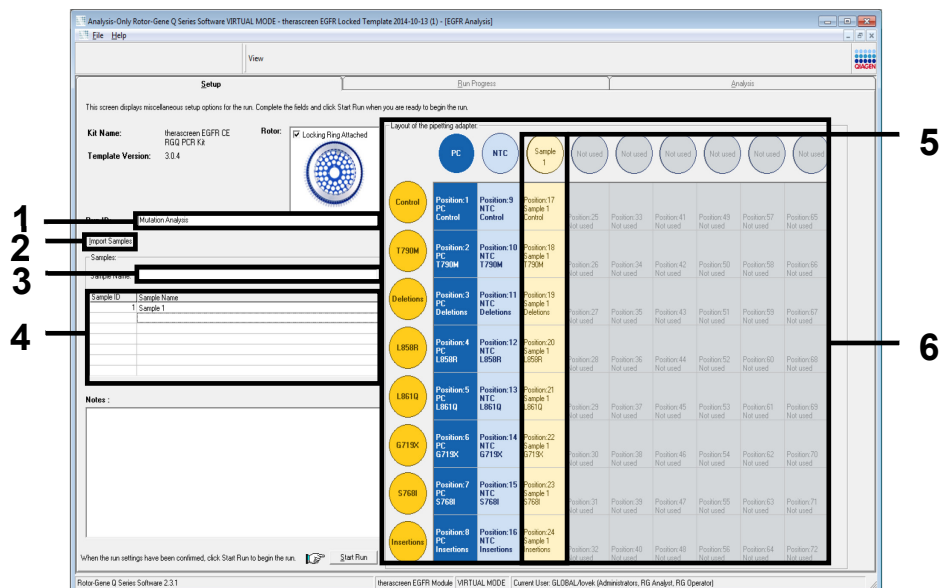 Analysis-Only Rotor-Gene Q Series Software VIRTUAL MODE - therascreen EGFR Locked Template 2014-10-13 (1) - [EGFR Analysis]
File Help
View
QIAGEN
Setup
Run Progress
Analysis
This screen displays miscellaneous setup options for the run. Complete the fields and click Start Run when you are ready to begin the run.
Kit Name: therascreen EGFR CE RGQ PCR Kit
Template Version: 3.0.4
Rotor:
Locking Ring Attached
1
Mutation Analysis
2
Import Samples
Samples:
3
Sample Name:
Sample ID Sample Name
1 Sample 1
4
Notes :
When the run settings have been confirmed, click Start Run to begin the run.
Start Run
Layout of the pipetting adapter:
5
6
PC NTC Sample 1 Not used Not used Not used Not used Not used Not used
Control Position:1 PC Control Position:9 NTC Control Position:17 Sample 1 Control Position:25 Not used Position:33 Not used Position:41 Not used Position:49 Not used Position:57 Not used Position:65 Not used
T790M Position:2 PC T790M Position:10 NTC T790M Position:18 Sample 1 T790M Position:26 Not used Position:34 Not used Position:42 Not used Position:50 Not used Position:58 Not used Position:66 Not used
Deletions Position:3 PC Deletions Position:11 NTC Deletions Position:19 Sample 1 Deletions Position:27 Not used Position:35 Not used Position:43 Not used Position:51 Not used Position:59 Not used Position:67 Not used
L858R Position:4 PC L858R Position:12 NTC L858R Position:20 Sample 1 L858R Position:28 Not used Position:36 Not used Position:44 Not used Position:52 Not used Position:60 Not used Position:68 Not used
L861Q Position:5 PC L861Q Position:13 NTC L861Q Position:21 Sample 1 L861Q Position:29 Not used Position:37 Not used Position:45 Not used Position:53 Not used Position:61 Not used Position:69 Not used
G719X Position:6 PC G719X Position:14 NTC G719X Position:22 Sample 1 G719X Position:30 Not used Position:38 Not used Position:46 Not used Position:54 Not used Position:62 Not used Position:70 Not used
S768I Position:7 PC S768I Position:15 NTC S768I Position:23 Sample 1 S768I Position:31 Not used Position:39 Not used Position:47 Not used Position:55 Not used Position:63 Not used Position:71 Not used
Insertions Position:8 PC Insertions Position:16 NTC Insertions Position:24 Sample 1 Insertions Position:32 Not used Position:40 Not used Position:48 Not used Position:56 Not used Position:64 Not used Position:72 Not used
Rotor-Gene Q Series Software 2.3.1
therascreen EGFR Module VIRTUAL MODE Current User: GLOBAL/lovek (Administrators, RG Analyst, RG Operator)